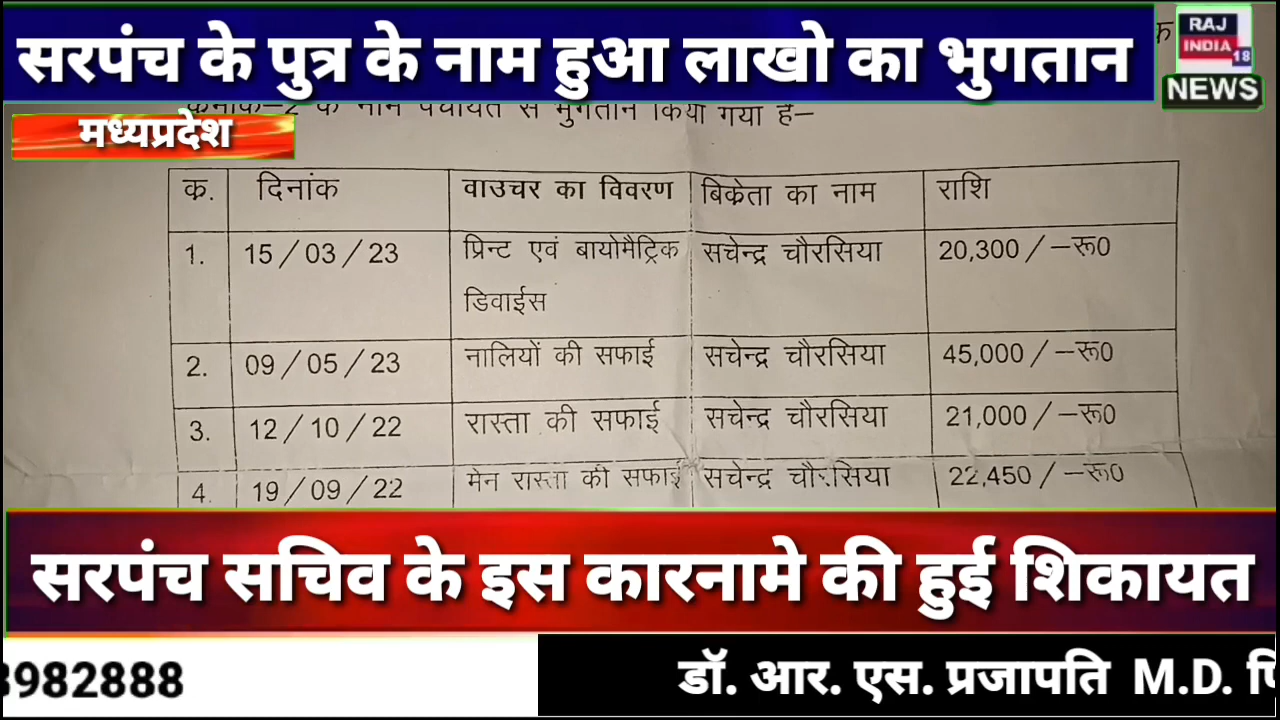 सरपंच के पुत्र के नाम हुआ लाखो का भुगतान
RAJ
INDIA
18
NEWS
के नाम पंचायत से भुगतान किया गया है–
मध्यप्रदेश
क. दिनांक वाउचर का विवरण बिकेता का नाम राशि
1. 15/03/23 प्रिन्ट एवं बायोमैट्रिक सचेन्द्र चौरसिया 20,300/–रू0
डिवाईस
2. 09/05/23 नालियों की सफाई सचेन्द्र चौरसिया 45,000/–रू0
3. 12/10/22 रास्ता की सफाई सचेन्द्र चौरसिया 21,000/–रू0
4. 19/09/22 मेन रास्ता की सफाई सचेन्द्र चौरसिया 22,450/–रू0
सरपंच सचिव के इस कारनामे की हुई शिकायत
982888 डॉ. आर. एस. प्रजापति M.D.